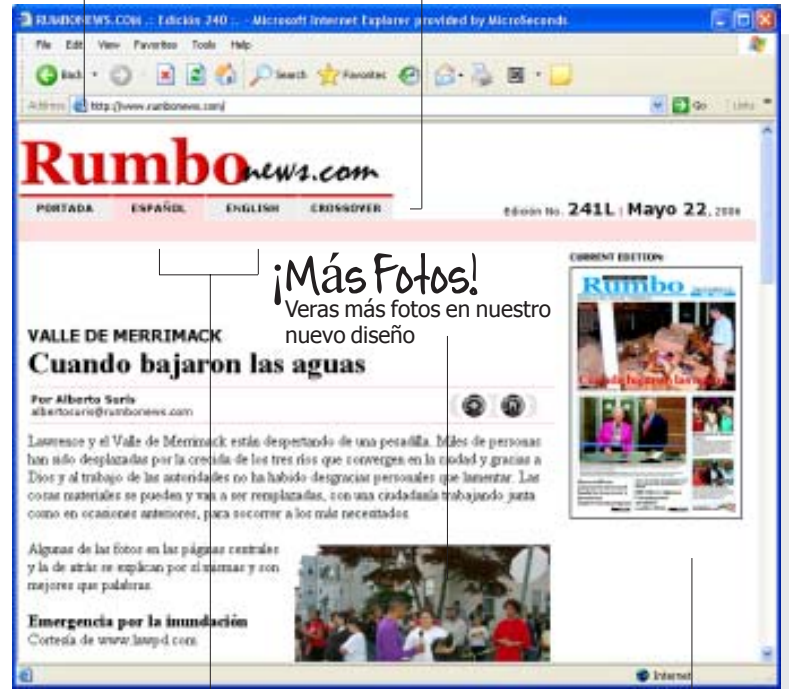 RUMBONEWS.COM .: Edición 240 :. - Microsoft Internet Explorer provided by MicroSeconds
File Edit View Favorites Tools Help
Back Search Favorites
Address http://www.rumbonews.com/ Go Links
Rumbonews.com
PORTADA ESPAÑOL ENGLISH CROSSOVER
Edición No. 241L | Mayo 22, 2006
¡Más Fotos!
Veras más fotos en nuestro
nuevo diseño
CURRENT EDITION:
Rumbo
Cuando bajaron las aguas
VALLE DE MERRIMACK
Cuando bajaron las aguas
Por Alberto Suris
albertosuris@rumbonews.com
Lawrence y el Valle de Merrimack están despertando de una pesadilla. Miles de personas
han sido desplazadas por la crecida de los tres ríos que convergen en la ciudad y gracias a
Dios y al trabajo de las autoridades no ha habido desgracias personales que lamentar. Las
cosas materiales se pueden y van a ser remplazadas, con una ciudadanía trabajando junta
como en ocasiones anteriores, para socorrer a los más necesitados
Algunas de las fotos en las páginas centrales
y la de atrás se explican por sí mismas y son
mejores que palabras.
Emergencia por la inundación
Cortesía de www.lawpd.com
Internet